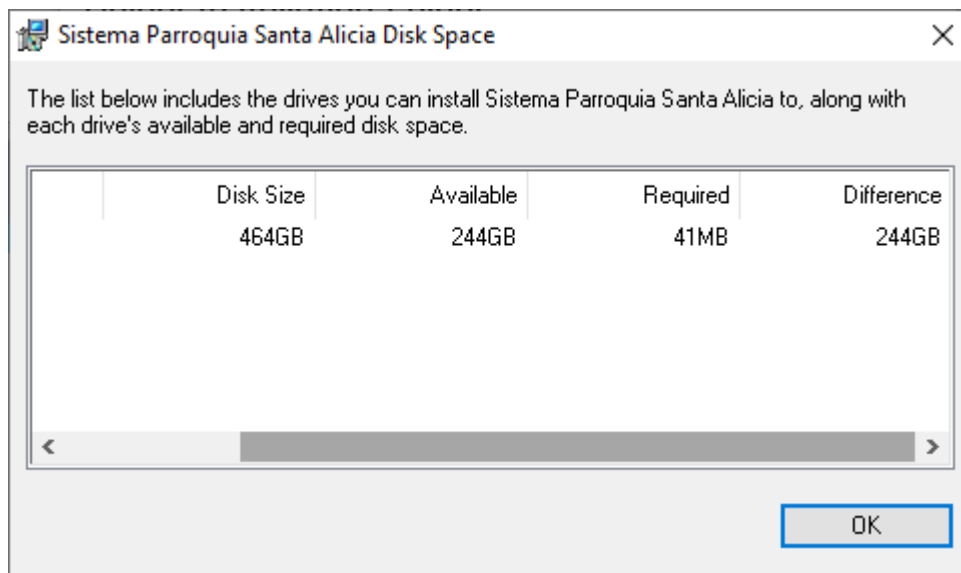 Sistema Parroquia Santa Alicia Disk Space
The list below includes the drives you can install Sistema Parroquia Santa Alicia to, along with
each drive's available and required disk space.
Disk Size Available Required Difference
464GB 244GB 41MB 244GB
OK